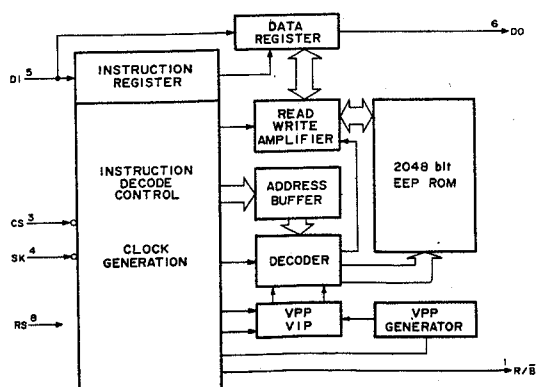 DATA
REGISTER
6 DO
DI 5
INSTRUCTION
REGISTER
READ
WRITE
AMPLIFIER
2048 bit
EEP ROM
INSTRUCTION
DECODE
CONTROL
ADDRESS
BUFFER
CS 3
CLOCK
GENERATION
SK 4
DECODER
RS 8
VPP
VIP
VPP
GENERATOR
1 R/B̅